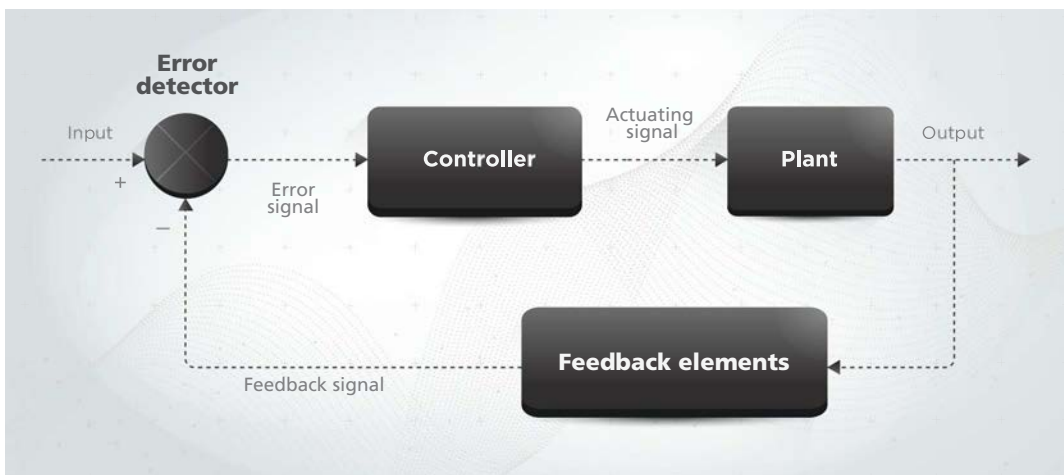 Error
detector
Input
+
−
Error
signal
Controller
Actuating
signal
Plant
Output
Feedback elements
Feedback signal